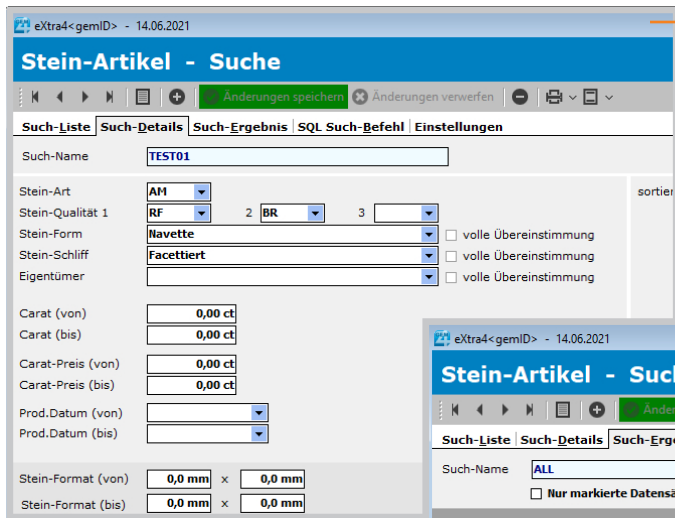 eXtra4<gemID> - 14.06.2021
Stein-Artikel - Suche
Änderungen speichern Änderungen verwerfen
Such-Liste Such-Details Such-Ergebnis SQL Such-Befehl Einstellungen
Such-Name TEST01
Stein-Art AM
Stein-Qualität 1 RF 2 BR 3
Stein-Form Navette volle Übereinstimmung
Stein-Schliff Facettiert volle Übereinstimmung
Eigentümer volle Übereinstimmung
Carat (von) 0,00 ct
Carat (bis) 0,00 ct
Carat-Preis (von) 0,00 ct
Carat-Preis (bis) 0,00 ct
Prod.Datum (von)
Prod.Datum (bis)
Stein-Format (von) 0,0 mm x 0,0 mm
Stein-Format (bis) 0,0 mm x 0,0 mm
sortier
eXtra4<gemID> - 14.06.2021
Stein-Artikel - Such
Änder
Such-Liste Such-Details Such-Erge
Search-Name ALL
Nur markierte Datensä